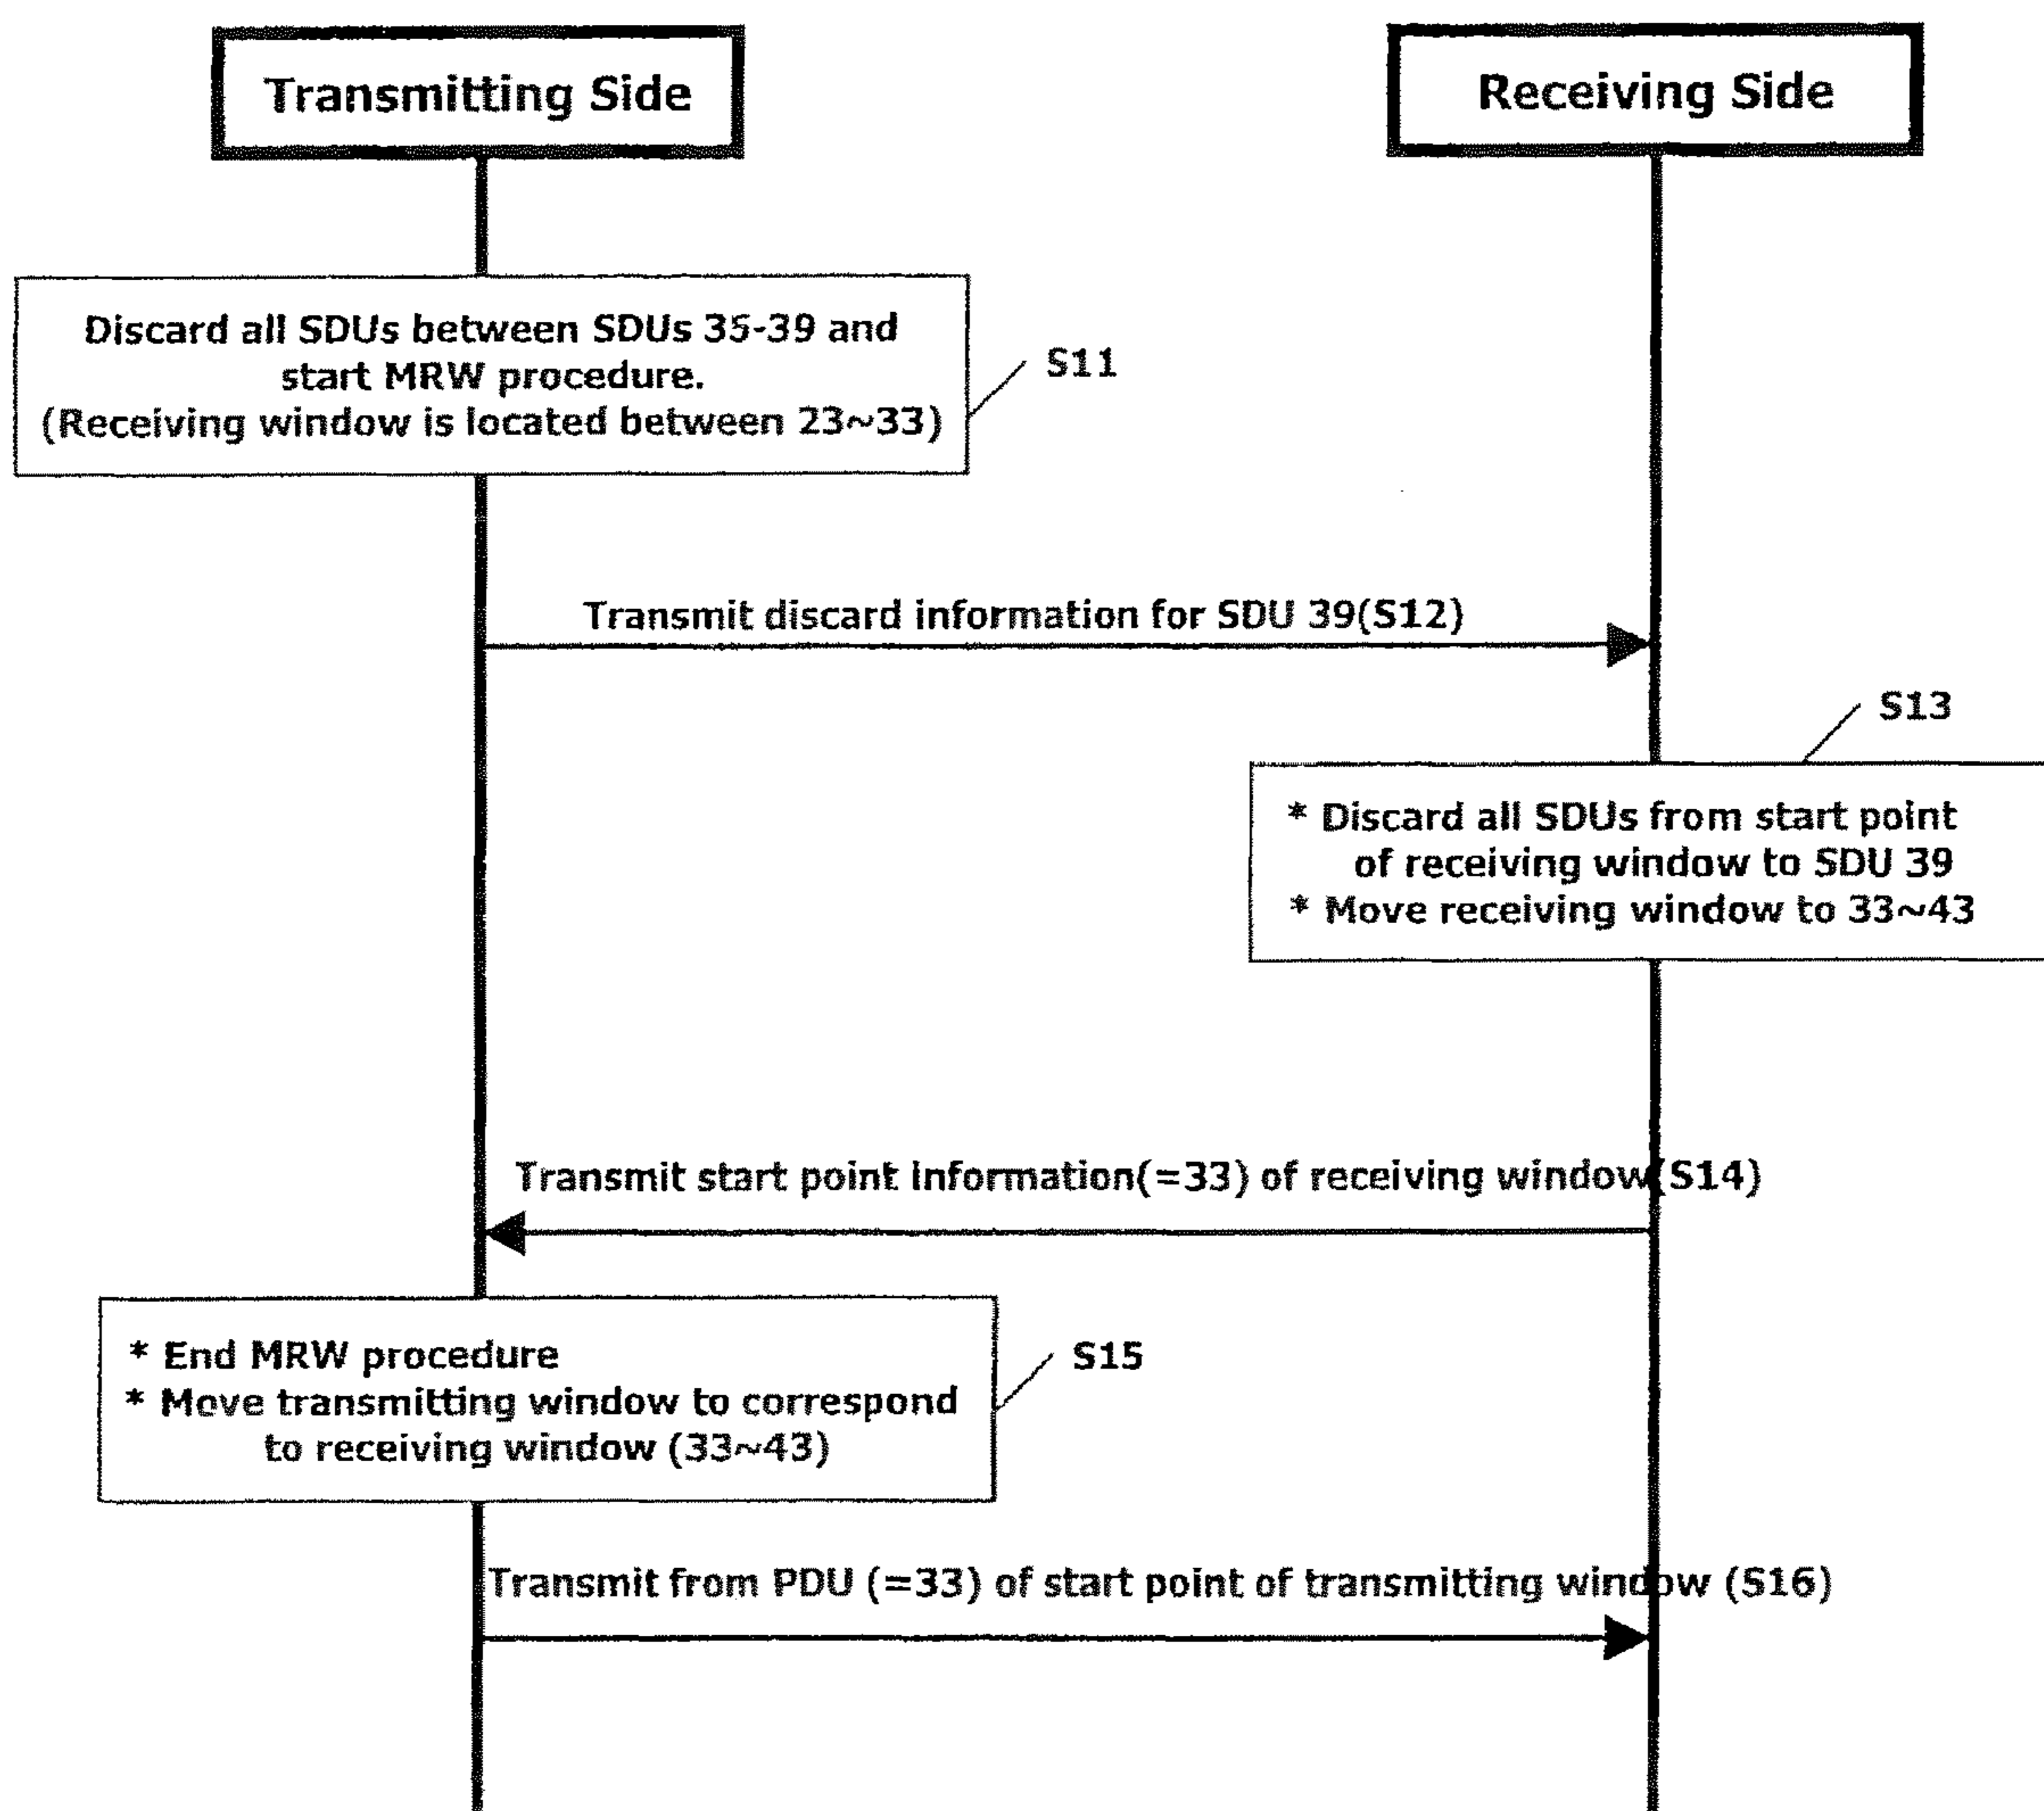 Transmitting Side
Receiving Side
Discard all SDUs between SDUs 35-39 and
start MRW procedure.
(Receiving window is located between 23~33)
S11
Transmit discard information for SDU 39(S12)
S13
* Discard all SDUs from start point
of receiving window to SDU 39
* Move receiving window to 33~43
Transmit start point information(=33) of receiving window(S14)
* End MRW procedure
* Move transmitting window to correspond
to receiving window (33~43)
S15
Transmit from PDU (=33) of start point of transmitting window (S16)